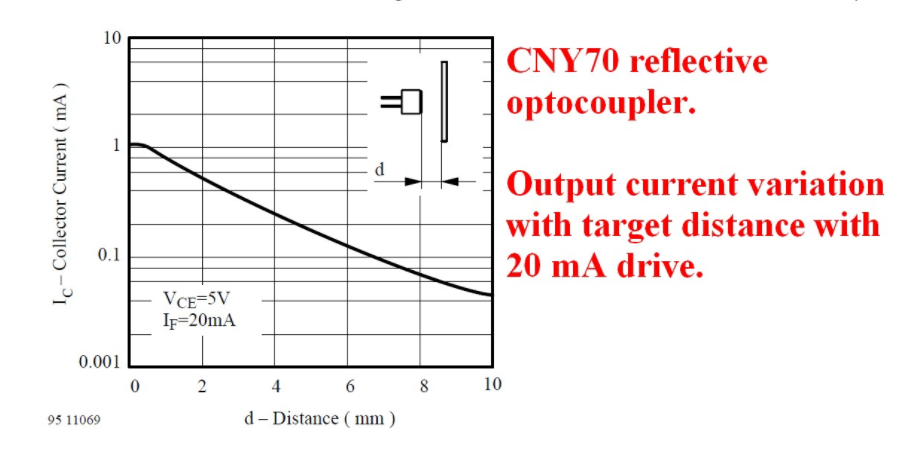 10
1
0.1
0.001
I_C – Collector Current ( mA )
d
V_CE=5V
I_F=20mA
0 2 4 6 8 10
d – Distance ( mm )
95 11069
CNY70 reflective
optocoupler.
Output current variation
with target distance with
20 mA drive.